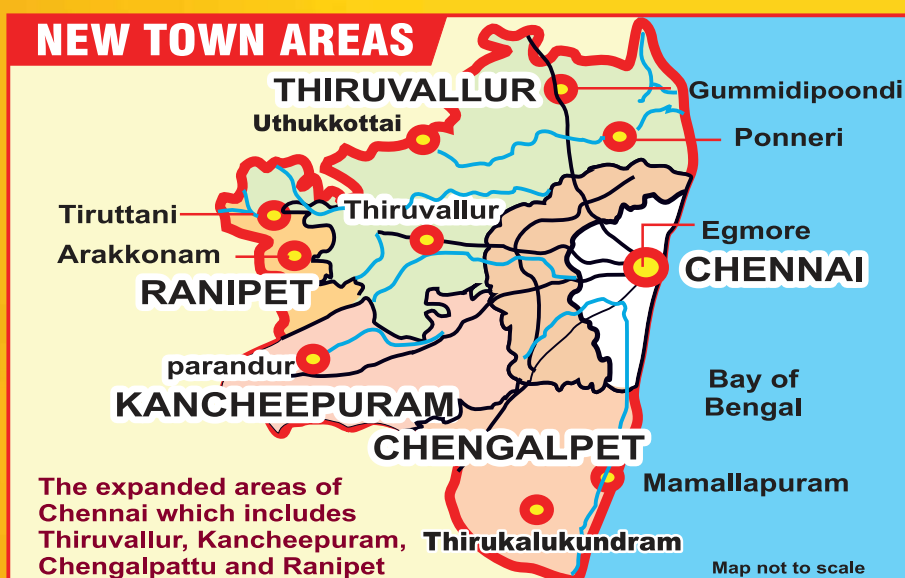 NEW TOWN AREAS
THIRUVALLUR
Gummidipoondi
Uthukkottai
Ponneri
Tiruttani
Thiruvallur
Egmore
Arakkonam
CHENNAI
RANIPET
parandur
Bay of
Bengal
KANCHEEPURAM
CHENGALPET
Mamallapuram
The expanded areas of
Chennai which includes
Thiruvallur, Kancheepuram,
Chengalpattu and Ranipet
Thirukalukundram
Map not to scale